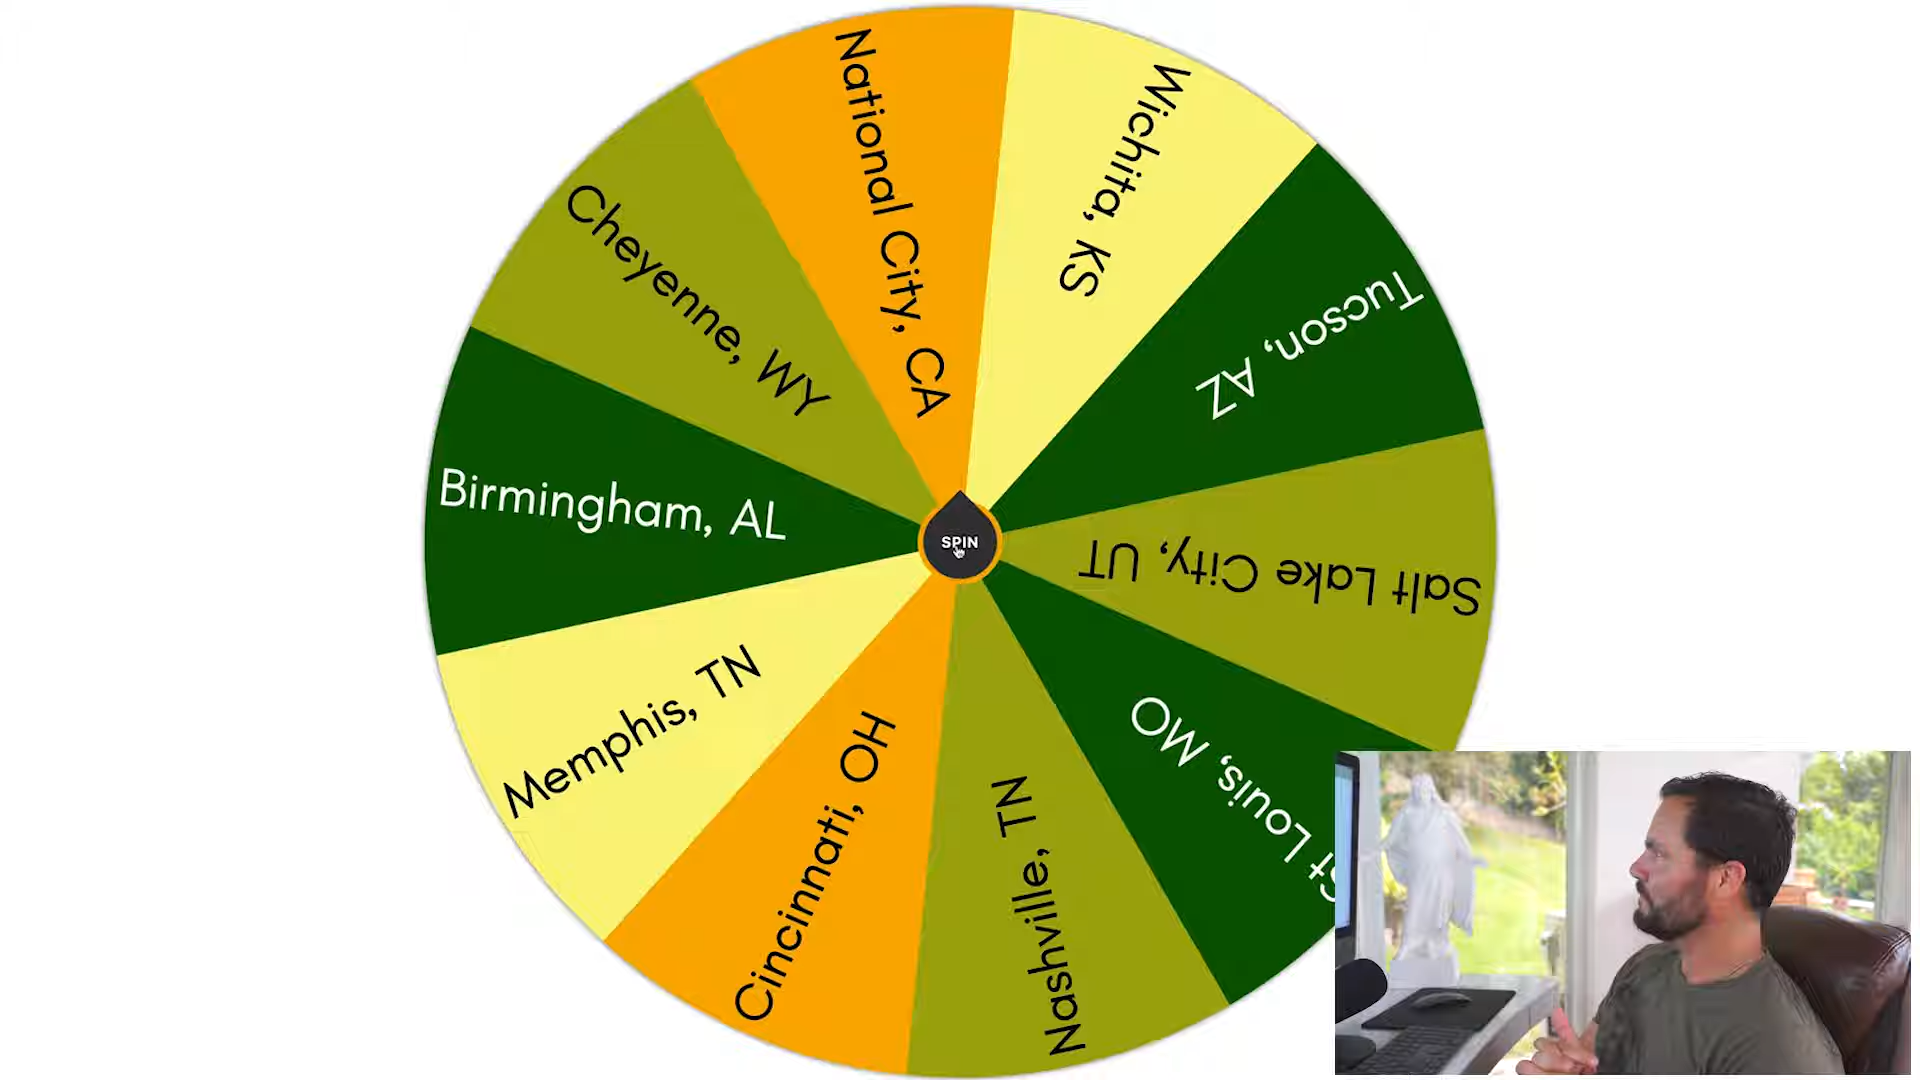 National City, CA
Wichita, KS
Tucson, AZ
Salt Lake City, UT
St Louis, MO
Nashville, TN
Cincinnati, OH
Memphis, TN
Birmingham, AL
Cheyenne, WY
SPIN